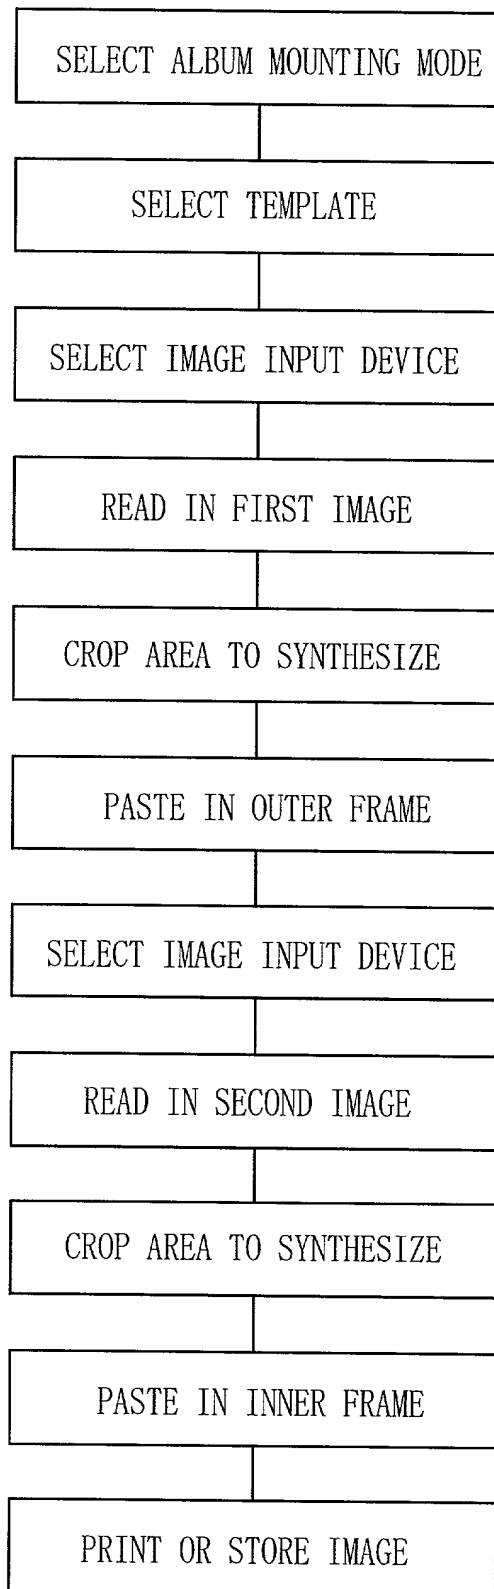 SELECT ALBUM MOUNTING MODE
SELECT TEMPLATE
SELECT IMAGE INPUT DEVICE
READ IN FIRST IMAGE
CROP AREA TO SYNTHESIZE
PASTE IN OUTER FRAME
SELECT IMAGE INPUT DEVICE
READ IN SECOND IMAGE
CROP AREA TO SYNTHESIZE
PASTE IN INNER FRAME
PRINT OR STORE IMAGE